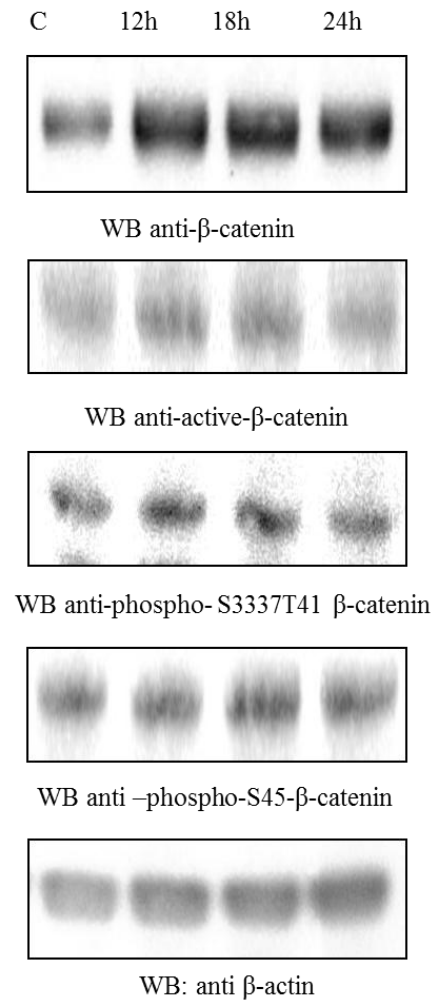 C 12h 18h 24h
WB anti-β-catenin
WB anti-active-β-catenin
WB anti-phospho- S3337T41 β-catenin
WB anti –phospho-S45-β-catenin
WB: anti β-actin